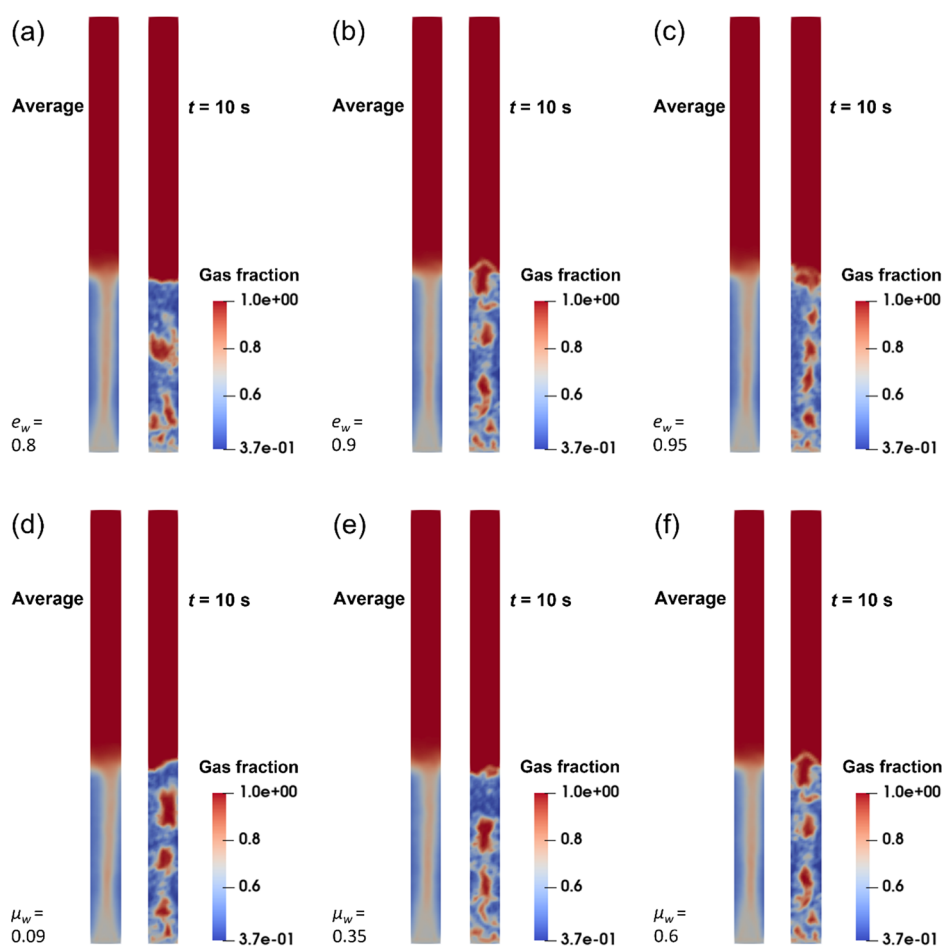 (a)
Average
t = 10 s
Gas fraction
1.0e+00
0.8
0.6
3.7e-01
e_w =
0.8
(b)
Average
t = 10 s
Gas fraction
1.0e+00
0.8
0.6
3.7e-01
e_w =
0.9
(c)
Average
t = 10 s
Gas fraction
1.0e+00
0.8
0.6
3.7e-01
e_w =
0.95
(d)
Average
t = 10 s
Gas fraction
1.0e+00
0.8
0.6
3.7e-01
μ_w =
0.09
(e)
Average
t = 10 s
Gas fraction
1.0e+00
0.8
0.6
3.7e-01
μ_w =
0.35
(f)
Average
t = 10 s
Gas fraction
1.0e+00
0.8
0.6
3.7e-01
μ_w =
0.6